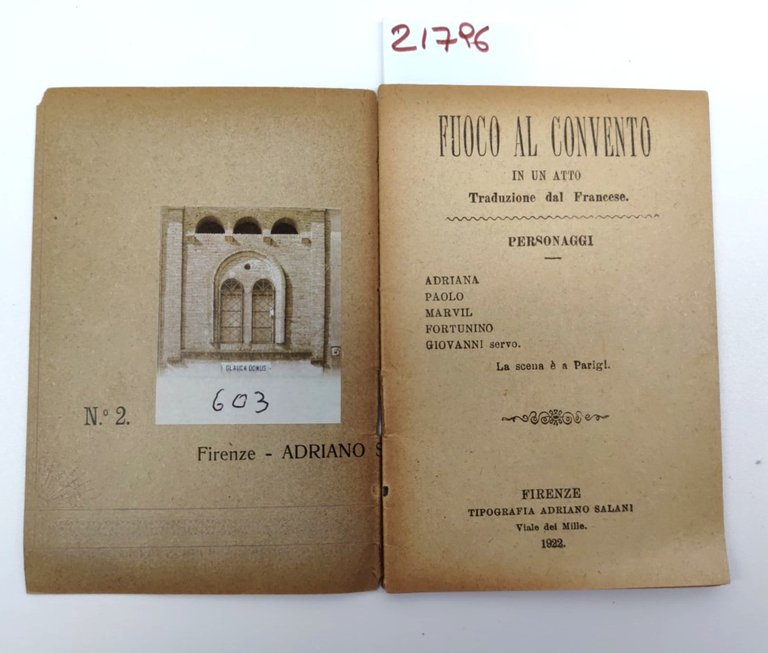 21796
GLAUCA DOMUS
603
N.º 2.
Firenze - ADRIANO S
FUOCO AL CONVENTO
IN UN ATTO
Traduzione dal Francese.
PERSONAGGI
ADRIANA
PAOLO
MARVIL
FORTUNINO
GIOVANNI servo.
La scena è a Parigi.
FIRENZE
TIPOGRAFIA ADRIANO SALANI
Viale dei Mille.
1922.